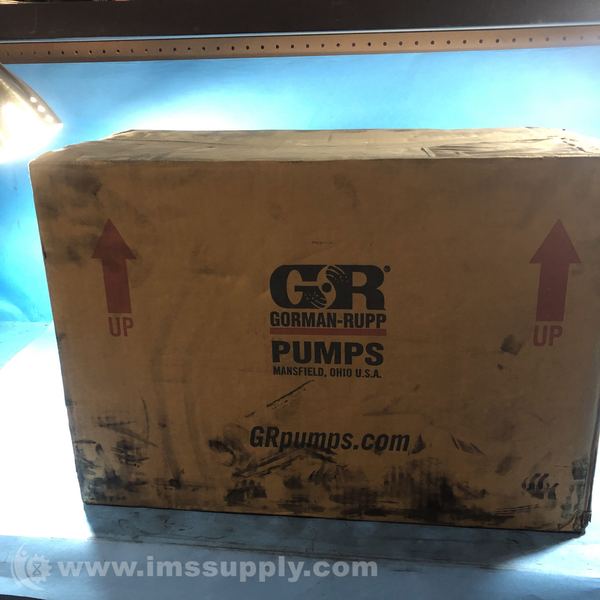 UP
UP
GR®
GORMAN-RUPP
PUMPS
MANSFIELD, OHIO U.S.A.
GRpumps.com
www.imssupply.com